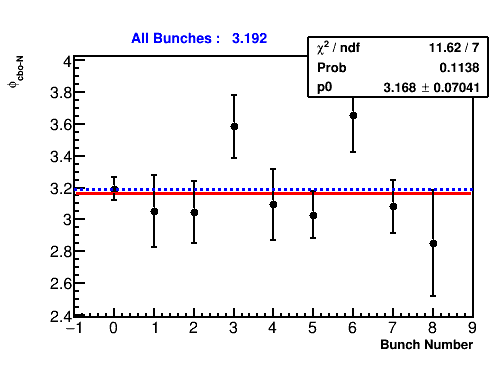 All Bunches : 3.192
χ² / ndf 11.62 / 7
Prob 0.1138
p0 3.168 ± 0.07041
ϕcbo-N
4
3.8
3.6
3.4
3.2
3
2.8
2.6
2.4
−1 0 1 2 3 4 5 6 7 8 9
Bunch Number